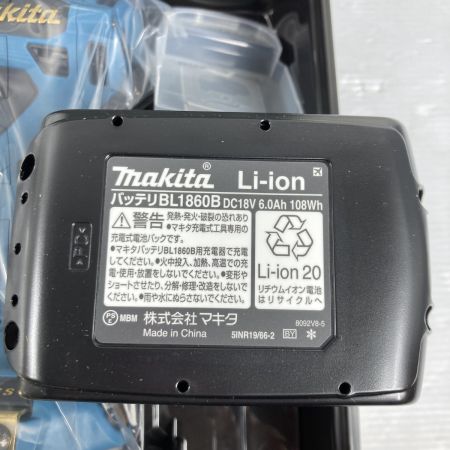 makita
makita® Li-ion
バッテリBL1860B DC18V 6.0Ah 108Wh
警告 発熱・発火・破裂の恐れあり
●マキタ充電式工具専用の
充電式電池パックです。
●マキタバッテリBL1860B用充電器で充電
してください。
●火中投入、加熱、高温での充
電・使用・放置をしないでください。●変形や
ショートさせたり、分解・修理・改造をしないで
ください。●雨や水にぬらさないでください。
Li-ion 20
リチウムイオン電池
はリサイクルへ
PSE MBM 株式会社マキタ
8092V8-5
Made in China 5INR19/66-2 BY